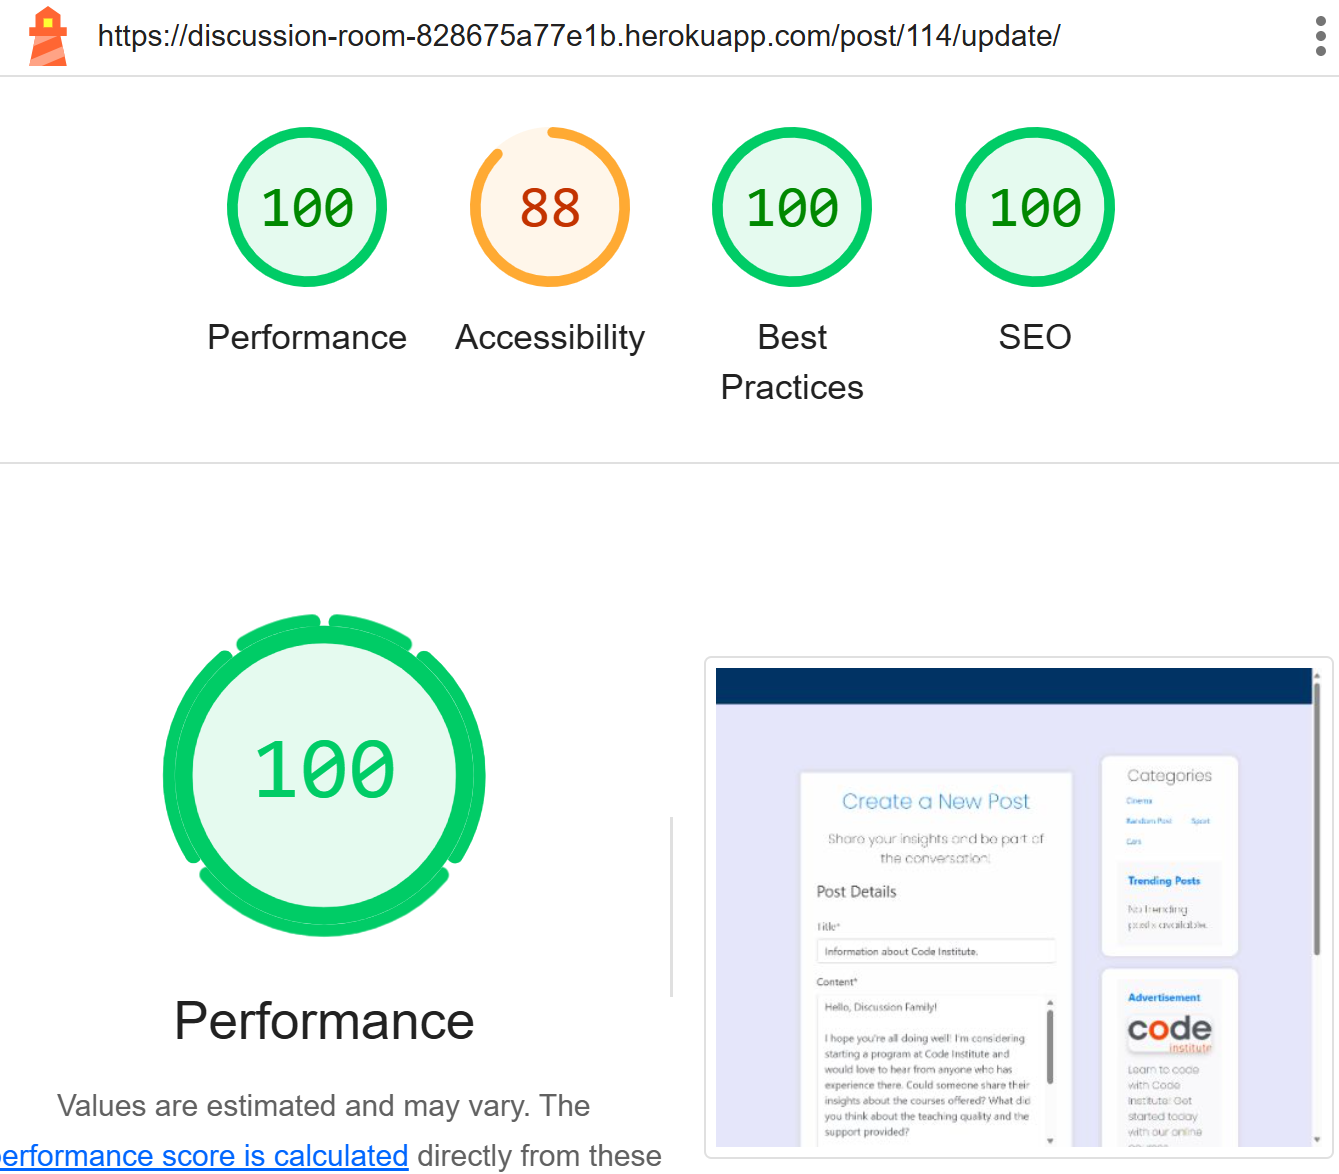 https://discussion-room-828675a77e1b.herokuapp.com/post/114/update/
100
88
100
100
Performance
Accessibility
Best
Practices
SEO
100
Performance
Values are estimated and may vary. The
erformance score is calculated directly from these
Create a New Post
Share your insights and be part of
the conversation!
Post Details
Title*
Information about Code Institute.
Content*
Hello, Discussion Family!
I hope you're all doing well! I'm considering
starting a program at Code Institute and
would love to hear from anyone who has
experience there. Could someone share their
insights about the courses offered? What did
you think about the teaching quality and the
support provided?
Categories
Cinema
Random Post Sport
Cars
Trending Posts
No trending
posts available.
Advertisement
code
institute
Learn to code
with Code
Institute! Get
started today
with our online